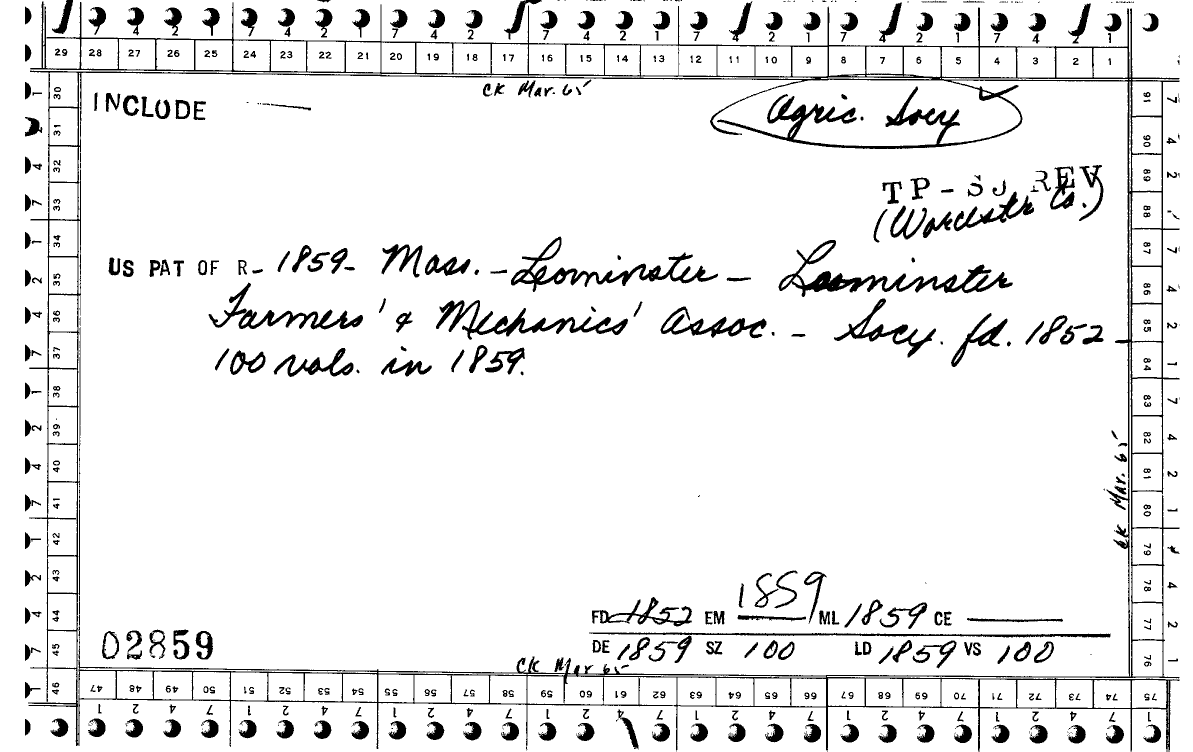 7 4 2 1 7 4 2 1 7 4 2 1 7 4 2 1 7 4 2 1 7 4 2 1 7 4 2 1
29 28 27 26 25 24 23 22 21 20 19 18 17 16 15 14 13 12 11 10 9 8 7 6 5 4 3 2 1
CK Mar. 65
INCLUDE
Agric. Socy
TP - SJ REV
(Worcester Co.)
US PAT OF R- 1859- Mass. - Leominster - Leominster
Farmers' & Mechanics' Assoc. - Socy. fd. 1852 -
100 vols. in 1859.
CK Mar. 65
FD 1852 EM 1859 ML 1859 CE
02859
DE 1859 SZ 100 LD 1859 VS 100
CK Mar 65
30 31 32 33 34 35 36 37 38 39 40 41 42 43 44 45 46
91 90 89 88 87 86 85 84 83 82 81 80 79 78 77 76
47 48 49 50 51 52 53 54 55 56 57 58 59 60 61 62 63 64 65 66 67 68 69 70 71 72 73 74 75
1 2 4 7 1 2 4 7 1 2 4 7 1 2 4 7 1 2 4 7 1 2 4 7 1 2 4 7 1